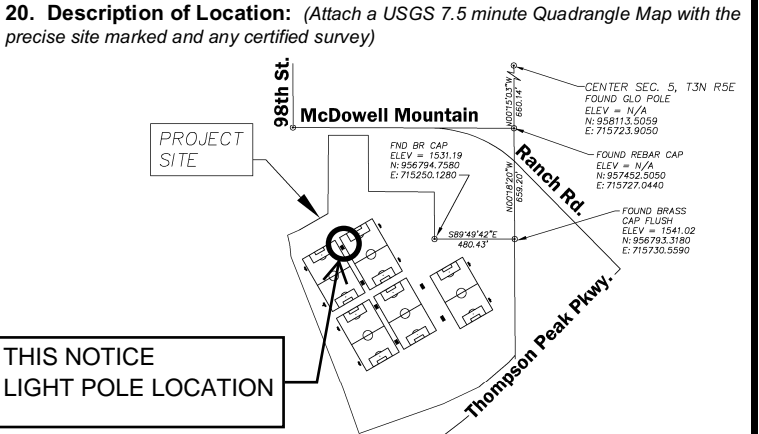 20. Description of Location: (Attach a USGS 7.5 minute Quadrangle Map with the
precise site marked and any certified survey)
98th St.
McDowell Mountain
Ranch Rd.
PROJECT
SITE
FND BR CAP
ELEV = 1531.19
N: 956794.7580
E: 715250.1280
N00°15'03"W
660.14'
CENTER SEC. 5, T3N R5E
FOUND GLO POLE
ELEV = N/A
N: 958113.5059
E: 715723.9050
N00°18'20"W
659.20'
FOUND REBAR CAP
ELEV = N/A
N: 957452.5050
E: 715727.0440
S89°49'42"E
480.43'
FOUND BRASS
CAP FLUSH
ELEV = 1541.02
N: 956793.3180
E: 715730.5590
Thompson Peak Pkwy.
THIS NOTICE
LIGHT POLE LOCATION